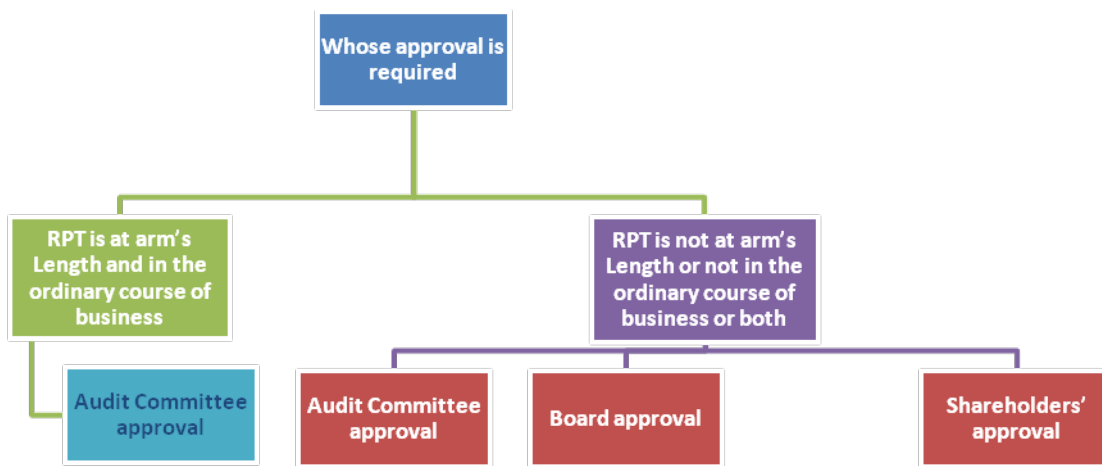 Whose approval is
required
RPT is at arm's
Length and in the
ordinary course of
business
RPT is not at arm's
Length or not in the
ordinary course of
business or both
Audit Committee
approval
Audit Committee
approval
Board approval
Shareholders'
approval